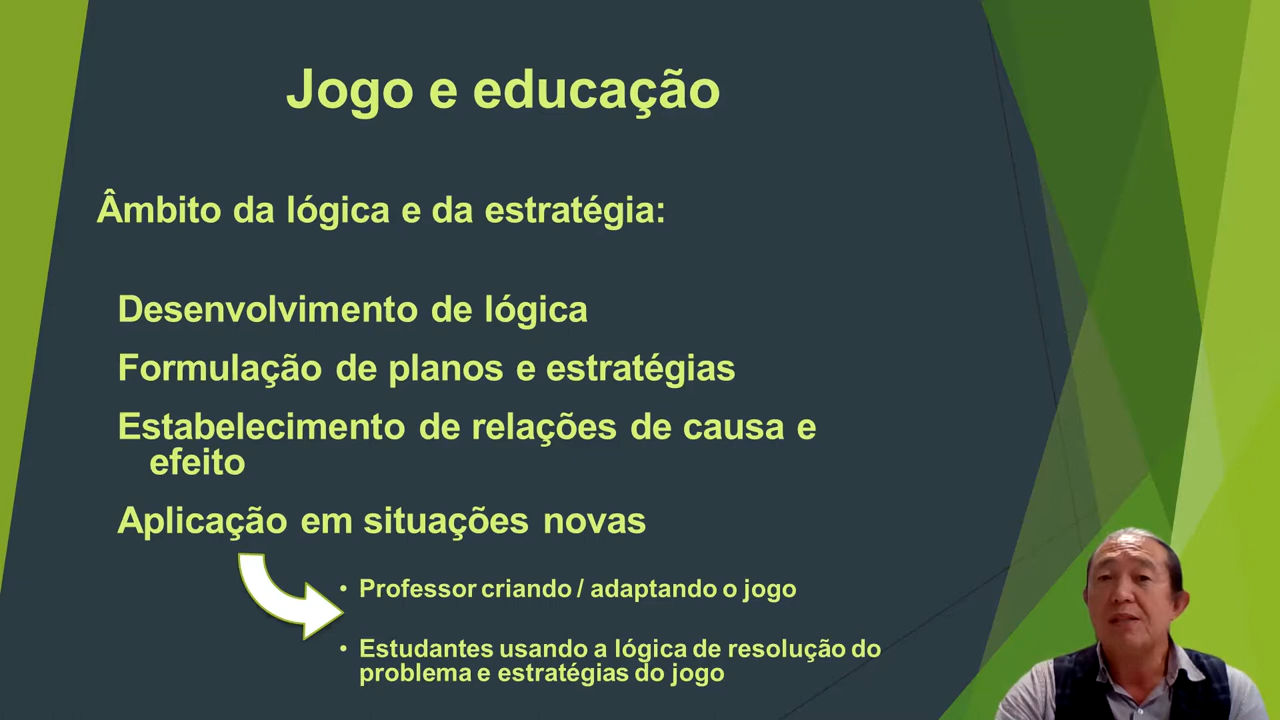 Jogo e educação
Âmbito da lógica e da estratégia:
Desenvolvimento de lógica
Formulação de planos e estratégias
Estabelecimento de relações de causa e
efeito
Aplicação em situações novas
• Professor criando / adaptando o jogo
• Estudantes usando a lógica de resolução do
problema e estratégias do jogo